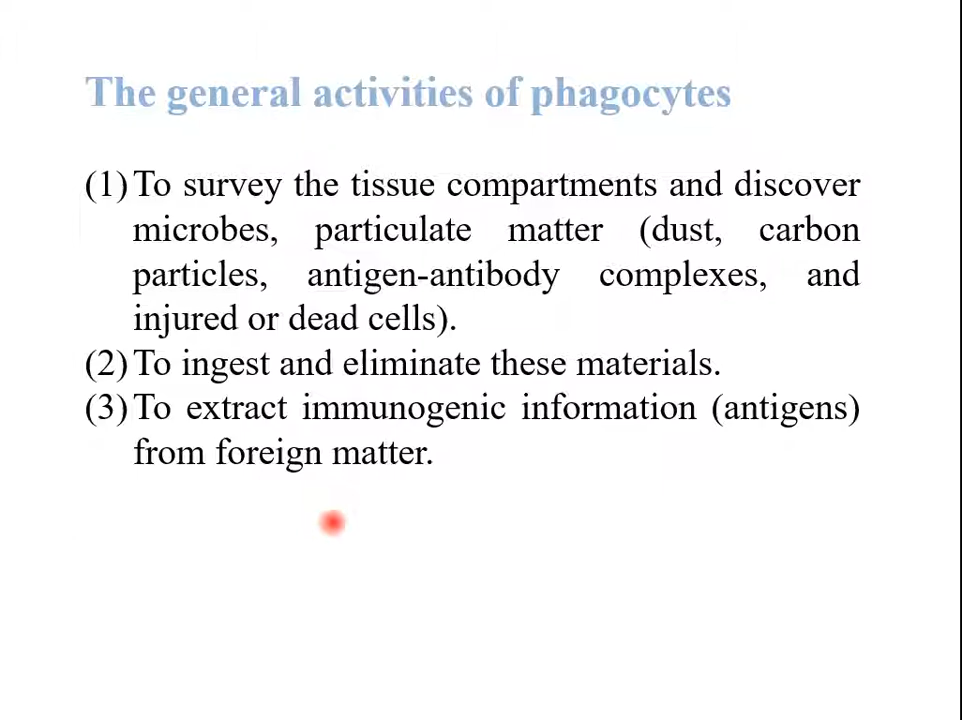 The general activities of phagocytes
(1) To survey the tissue compartments and discover
microbes, particulate matter (dust, carbon
particles, antigen-antibody complexes, and
injured or dead cells).
(2) To ingest and eliminate these materials.
(3) To extract immunogenic information (antigens)
from foreign matter.